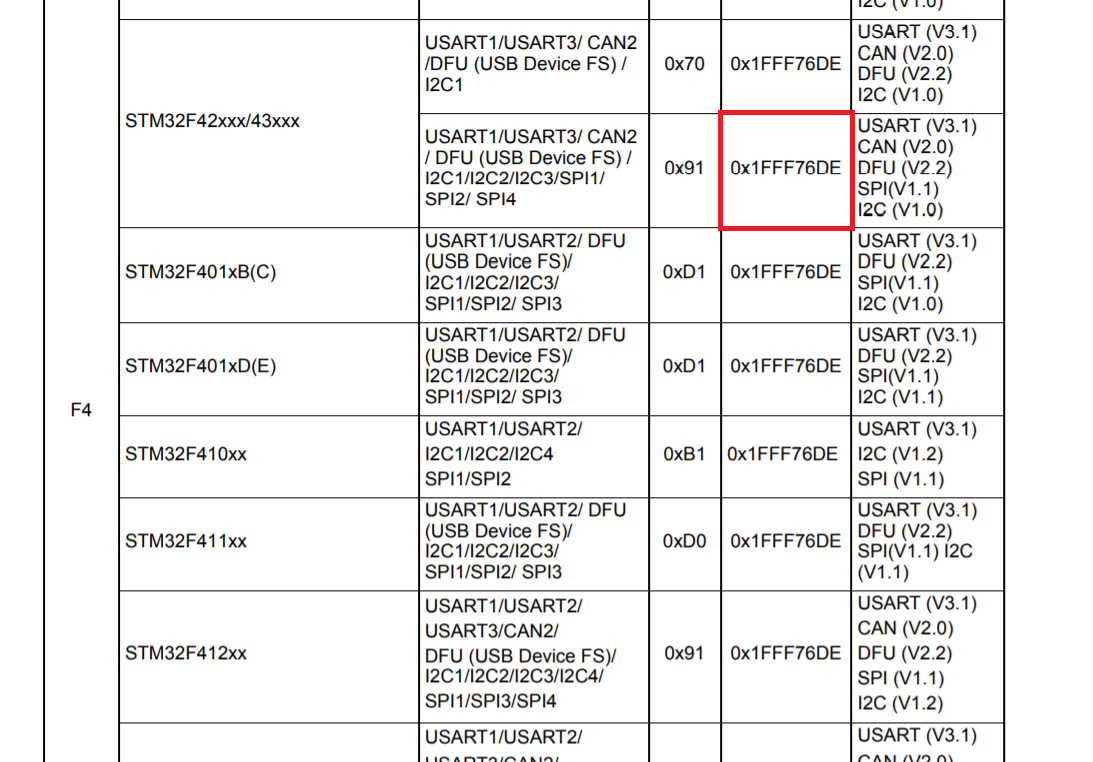 I2C (V1.0)
STM32F42xxx/43xxx
USART1/USART3/ CAN2
/DFU (USB Device FS) /
I2C1
0x70
0x1FFF76DE
USART (V3.1)
CAN (V2.0)
DFU (V2.2)
I2C (V1.0)
USART1/USART3/ CAN2
/ DFU (USB Device FS) /
I2C1/I2C2/I2C3/SPI1/
SPI2/ SPI4
0x91
0x1FFF76DE
USART (V3.1)
CAN (V2.0)
DFU (V2.2)
SPI(V1.1)
I2C (V1.0)
STM32F401xB(C)
USART1/USART2/ DFU
(USB Device FS)/
I2C1/I2C2/I2C3/
SPI1/SPI2/ SPI3
0xD1
0x1FFF76DE
USART (V3.1)
DFU (V2.2)
SPI(V1.1)
I2C (V1.0)
STM32F401xD(E)
USART1/USART2/ DFU
(USB Device FS)/
I2C1/I2C2/I2C3/
SPI1/SPI2/ SPI3
0xD1
0x1FFF76DE
USART (V3.1)
DFU (V2.2)
SPI(V1.1)
I2C (V1.1)
F4
STM32F410xx
USART1/USART2/
I2C1/I2C2/I2C4
SPI1/SPI2
0xB1
0x1FFF76DE
USART (V3.1)
I2C (V1.2)
SPI (V1.1)
STM32F411xx
USART1/USART2/ DFU
(USB Device FS)/
I2C1/I2C2/I2C3/
SPI1/SPI2/ SPI3
0xD0
0x1FFF76DE
USART (V3.1)
DFU (V2.2)
SPI(V1.1) I2C
(V1.1)
STM32F412xx
USART1/USART2/
USART3/CAN2/
DFU (USB Device FS)/
I2C1/I2C2/I2C3/I2C4/
SPI1/SPI3/SPI4
0x91
0x1FFF76DE
USART (V3.1)
CAN (V2.0)
DFU (V2.2)
SPI (V1.1)
I2C (V1.2)
USART1/USART2/
USART3/CAN2/
USART (V3.1)
CAN (V2.0)